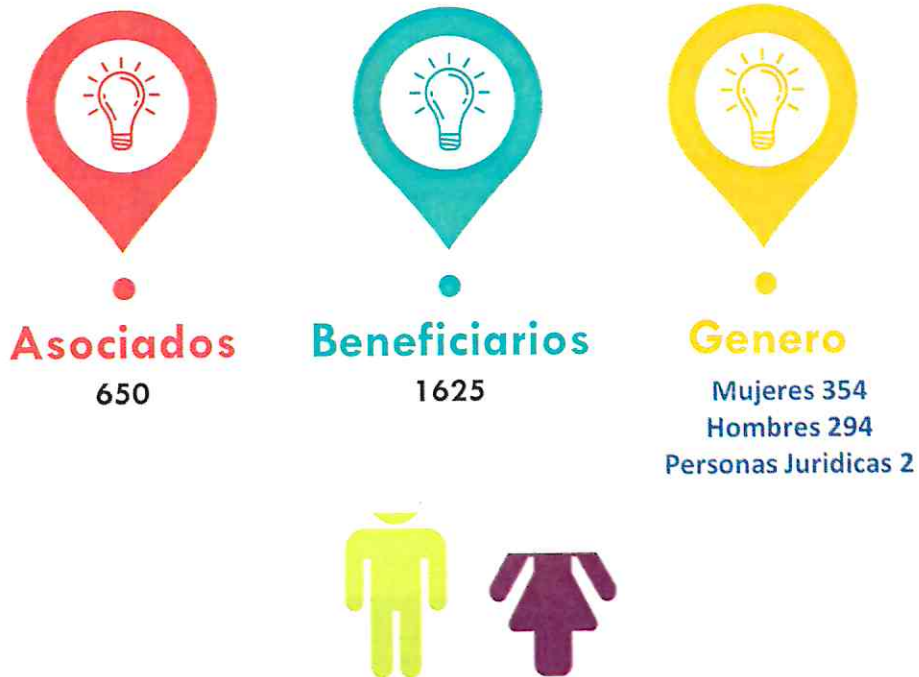 Asociados
650
Beneficiarios
1625
Genero
Mujeres 354
Hombres 294
Personas Juridicas 2